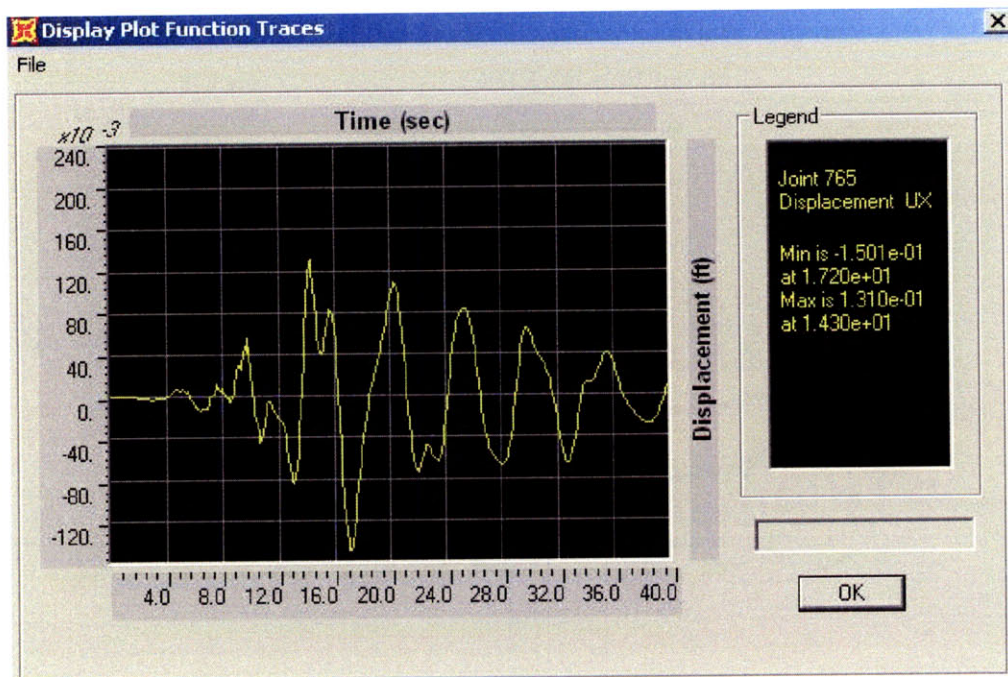 Display Plot Function Traces
File
Time (sec)
x10 -3
240.
200.
160.
120.
80.
40.
0.
-40.
-80.
-120.
4.0 8.0 12.0 16.0 20.0 24.0 28.0 32.0 36.0 40.0
Displacement (ft)
Legend
Joint 765
Displacement UX
Min is -1.501e-01
at 1.720e+01
Max is 1.310e-01
at 1.430e+01
OK